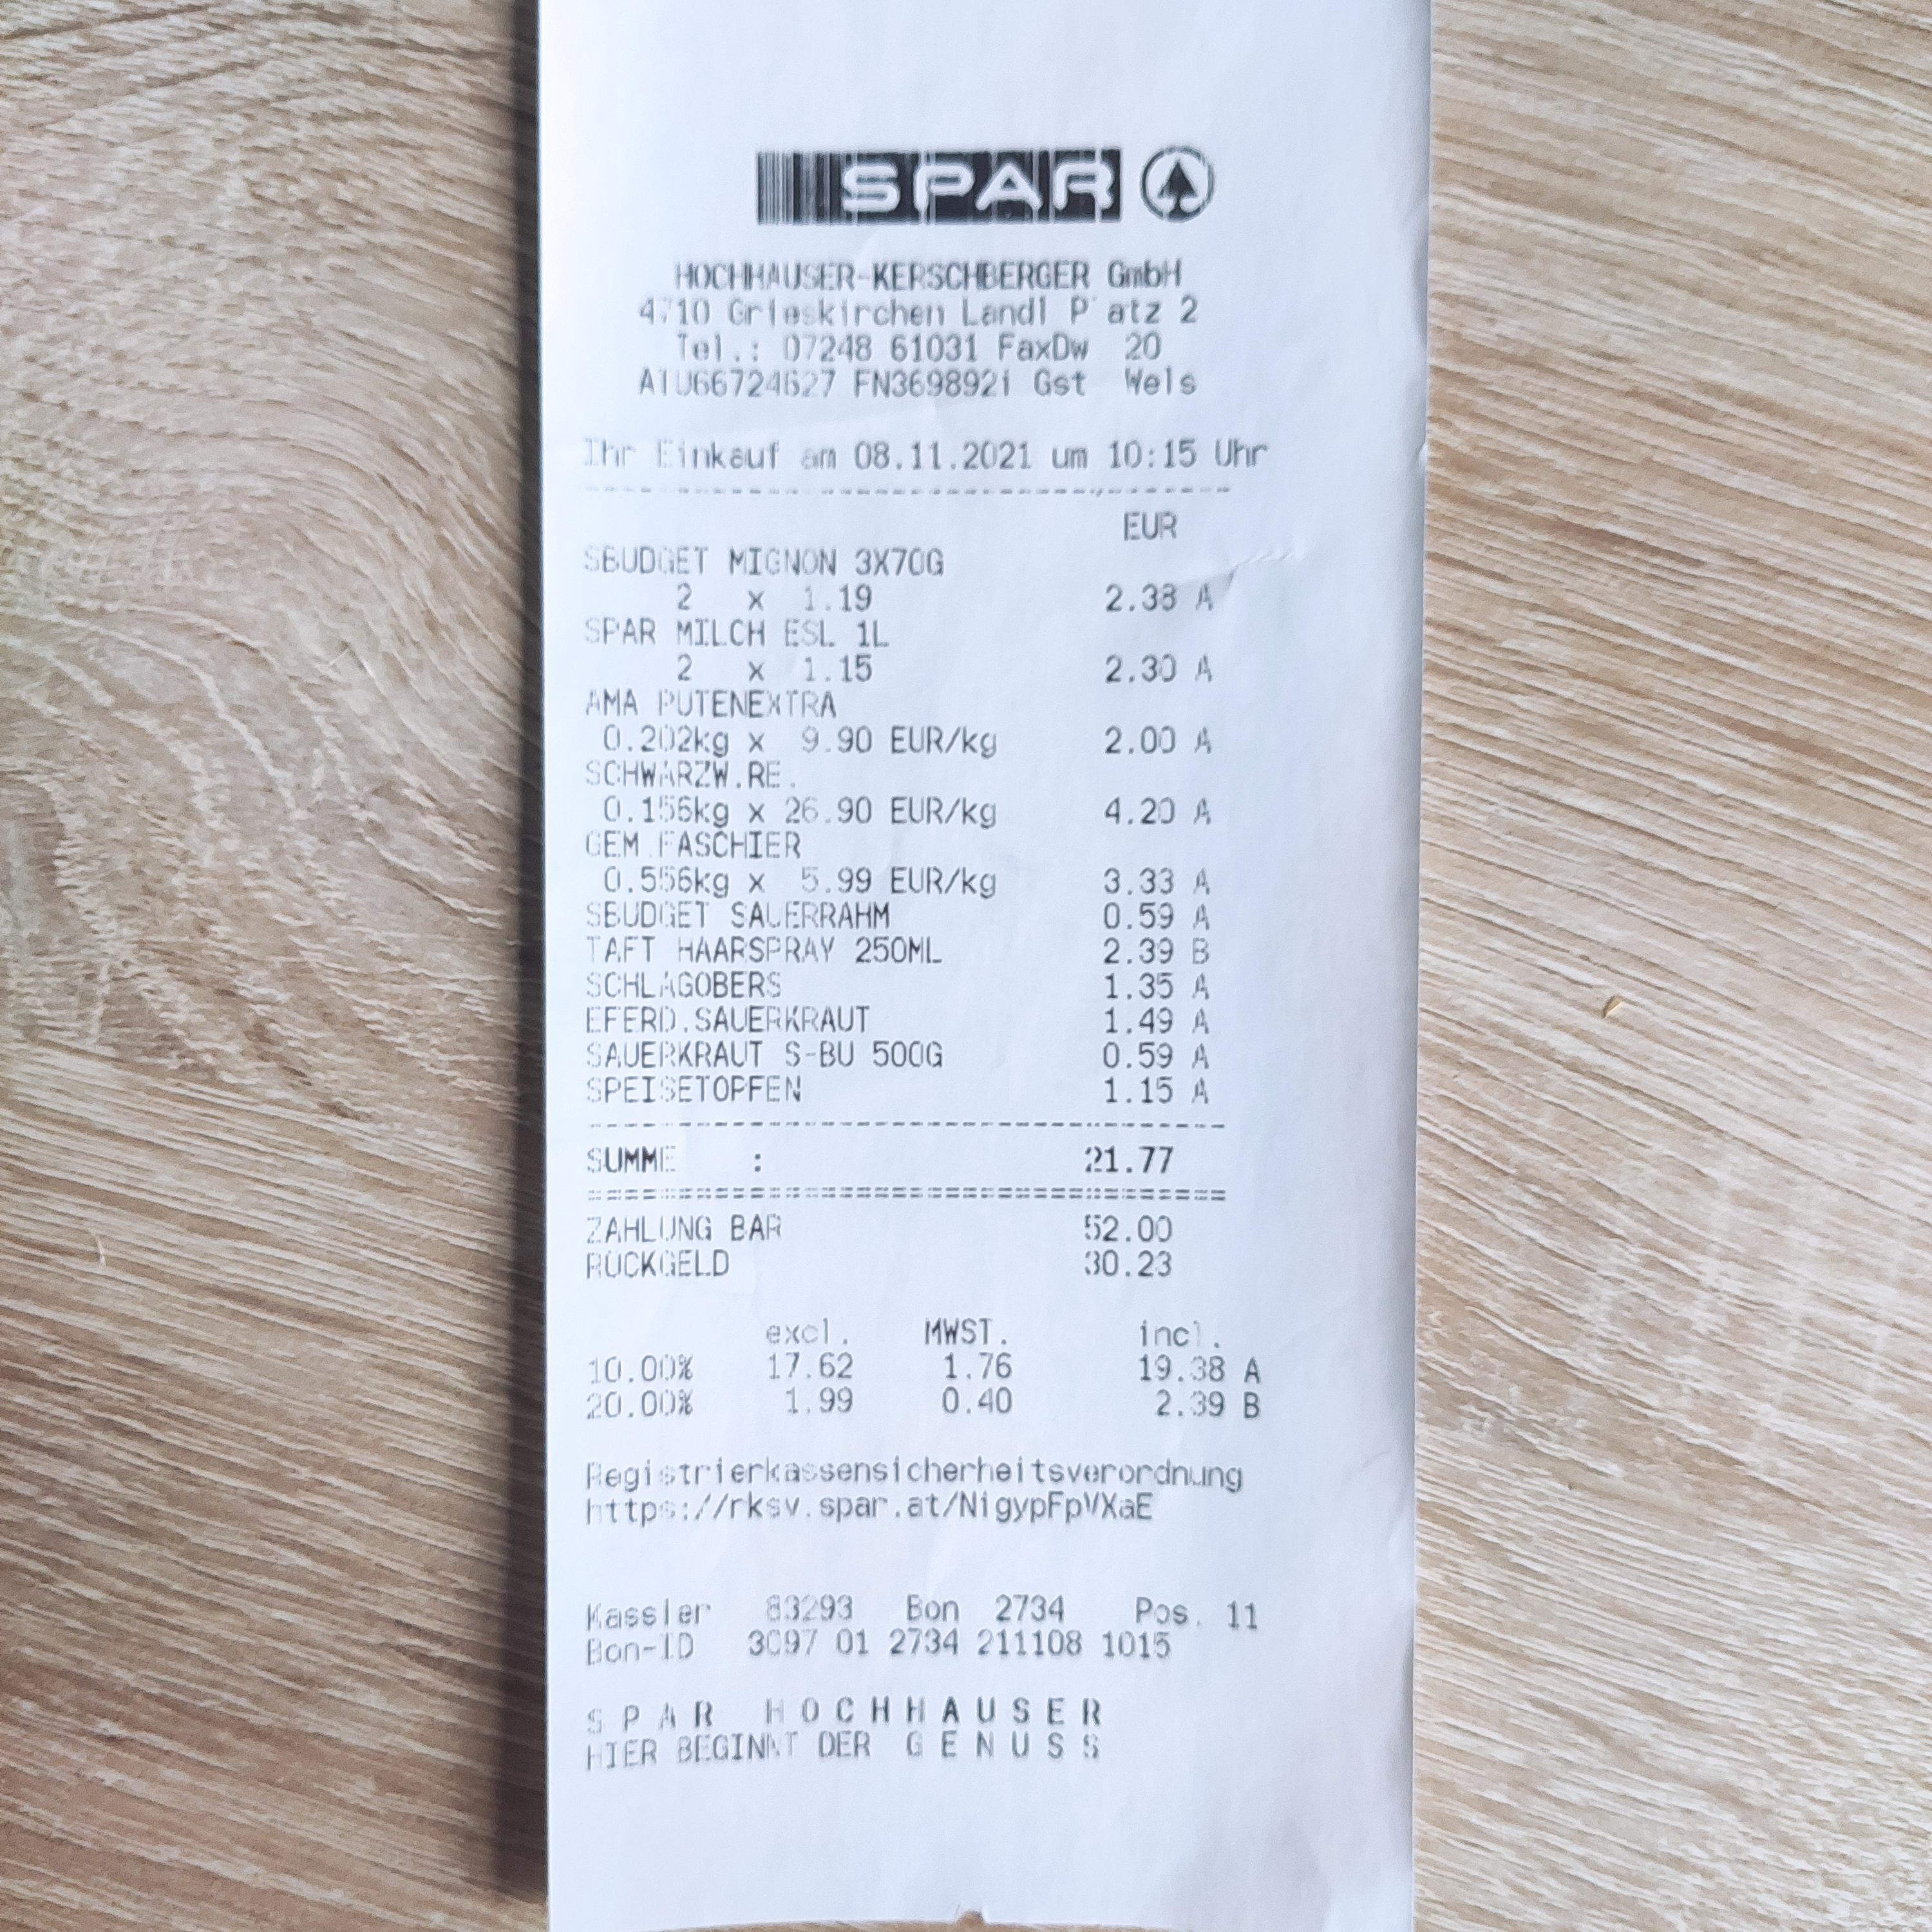 SPAR
HOCHHAUSER-KERSCHBERGER GmbH
4710 Grieskirchen Landl P atz 2
Tel.: 07248 61031 FaxDw 20
ATU66724627 FN369892i Gst Wels
Ihr Einkauf am 08.11.2021 um 10:15 Uhr
EUR
SBUDGET MIGNON 3X70G
2 x 1.19 2.38 A
SPAR MILCH ESL 1L
2 x 1.15 2.30 A
AMA PUTENEXTRA
0.202kg x 9.90 EUR/kg 2.00 A
SCHWARZW.RE.
0.156kg x 26.90 EUR/kg 4.20 A
GEM.FASCHIER
0.556kg x 5.99 EUR/kg 3.33 A
SBUDGET SAUERRAHM 0.59 A
TAFT HAARSPRAY 250ML 2.39 B
SCHLAGOBERS 1.35 A
EFERD.SAUERKRAUT 1.49 A
SAUERKRAUT S-BU 500G 0.59 A
SPEISETOPFEN 1.15 A
SUMME : 21.77
ZAHLUNG BAR 52.00
RÜCKGELD 30.23
excl. MWST. incl.
10.00% 17.62 1.76 19.38 A
20.00% 1.99 0.40 2.39 B
Registrierkassensicherheitsverordnung
https://rksv.spar.at/NigypFpVXaE
Kassier 83293 Bon 2734 Pos. 11
Bon-ID 3097 01 2734 211108 1015
S P A R H O C H H A U S E R
HIER BEGINNT DER G E N U S S